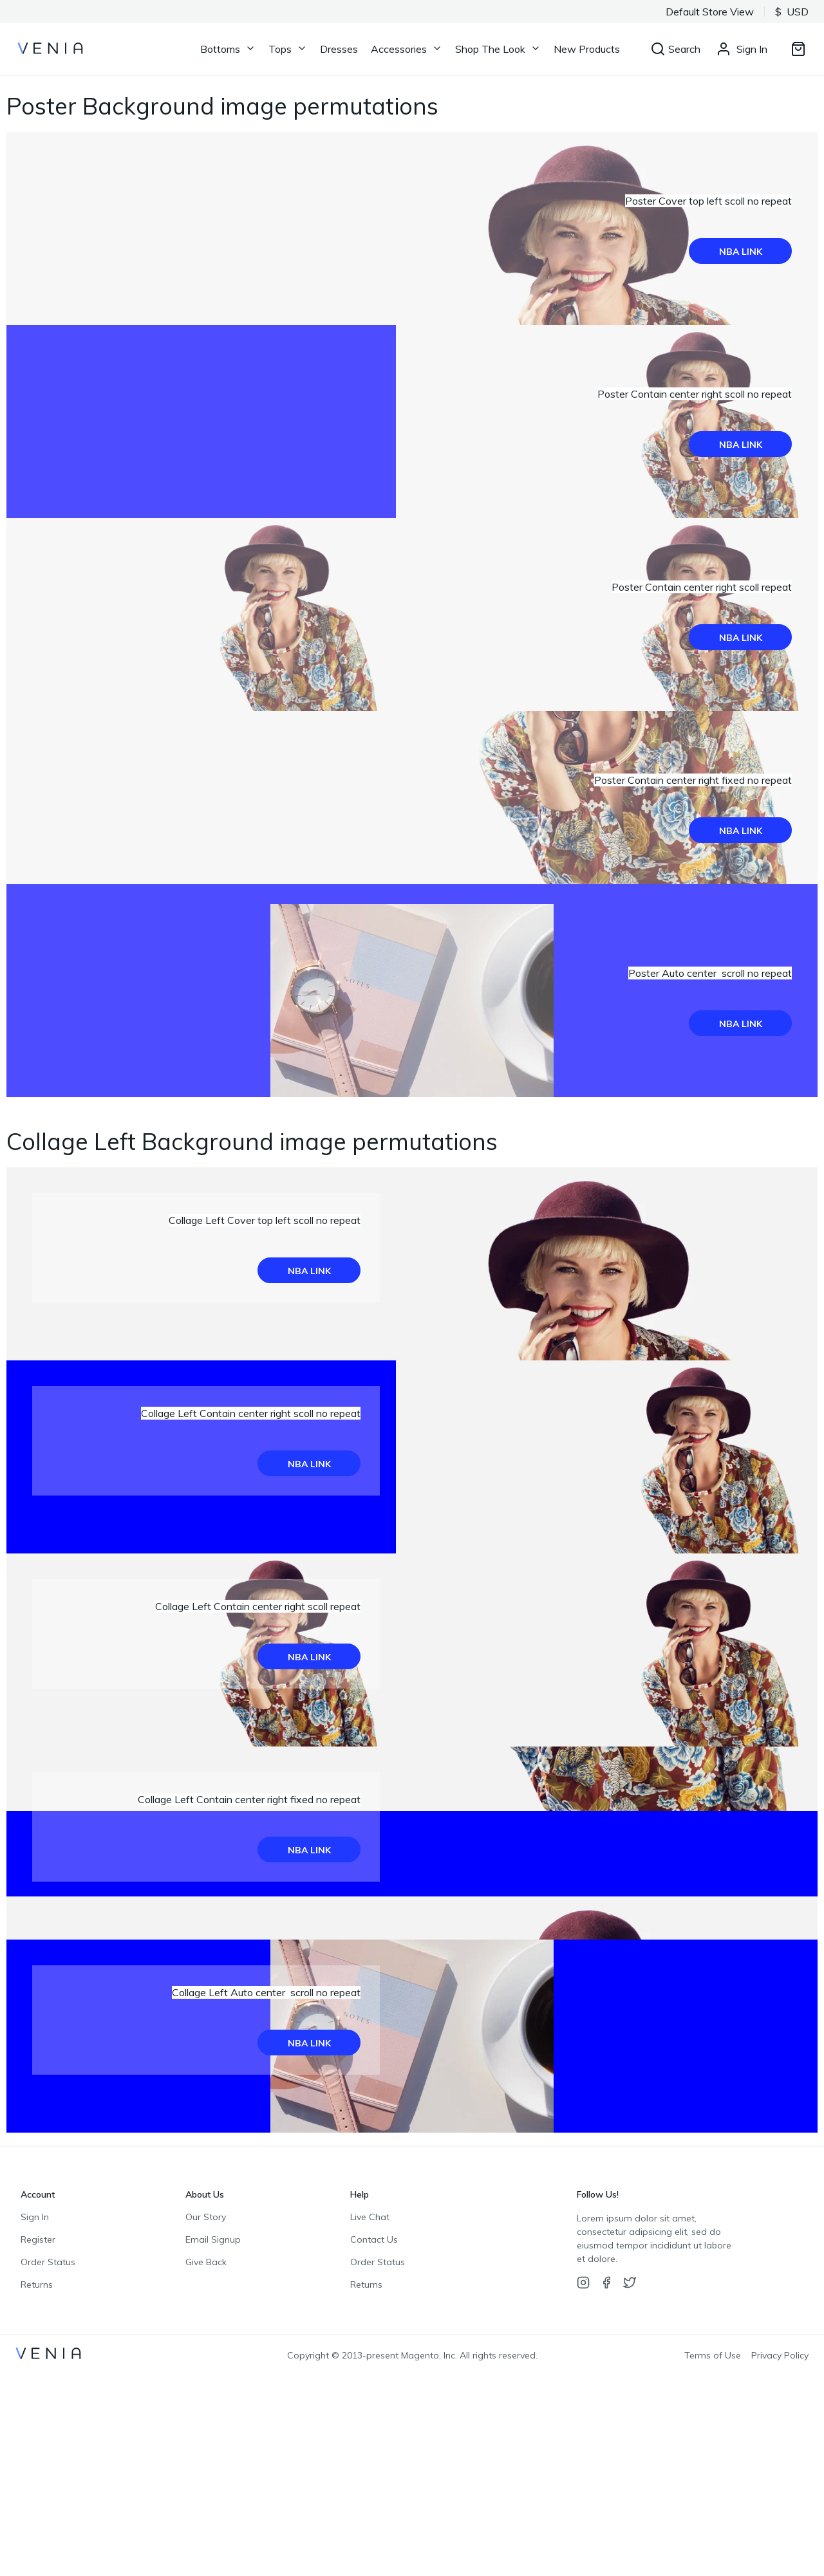 Default Store View
$ USD
VENIA
Bottoms
Tops
Dresses
Accessories
Shop The Look
New Products
Search
Sign In
Poster Background image permutations
Poster Cover top left scoll no repeat
NBA LINK
Poster Contain center right scoll no repeat
NBA LINK
Poster Contain center right scoll repeat
NBA LINK
Poster Contain center right fixed no repeat
NBA LINK
NOTES
Poster Auto center  scroll no repeat
NBA LINK
Collage Left Background image permutations
Collage Left Cover top left scoll no repeat
NBA LINK
Collage Left Contain center right scoll no repeat
NBA LINK
Collage Left Contain center right scoll repeat
NBA LINK
Collage Left Contain center right fixed no repeat
NBA LINK
Collage Left Auto center  scroll no repeat
NOTES
NBA LINK
Account
Sign In
Register
Order Status
Returns
About Us
Our Story
Email Signup
Give Back
Help
Live Chat
Contact Us
Order Status
Returns
Follow Us!
Lorem ipsum dolor sit amet,
consectetur adipsicing elit, sed do
eiusmod tempor incididunt ut labore
et dolore.
VENIA
Copyright © 2013-present Magento, Inc. All rights reserved.
Terms of Use
Privacy Policy